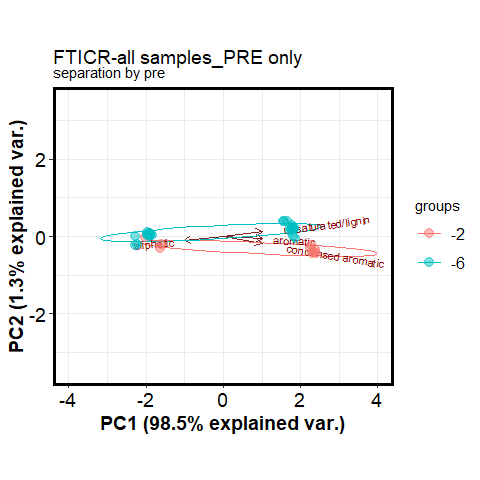 FTICR-all samples_PRE only
separation by pre
PC2 (1.3% explained var.)
2
0
-2
aliphatic
unsaturated/lignin
aromatic
condensed aromatic
-4
-2
0
2
4
PC1 (98.5% explained var.)
groups
-2
-6